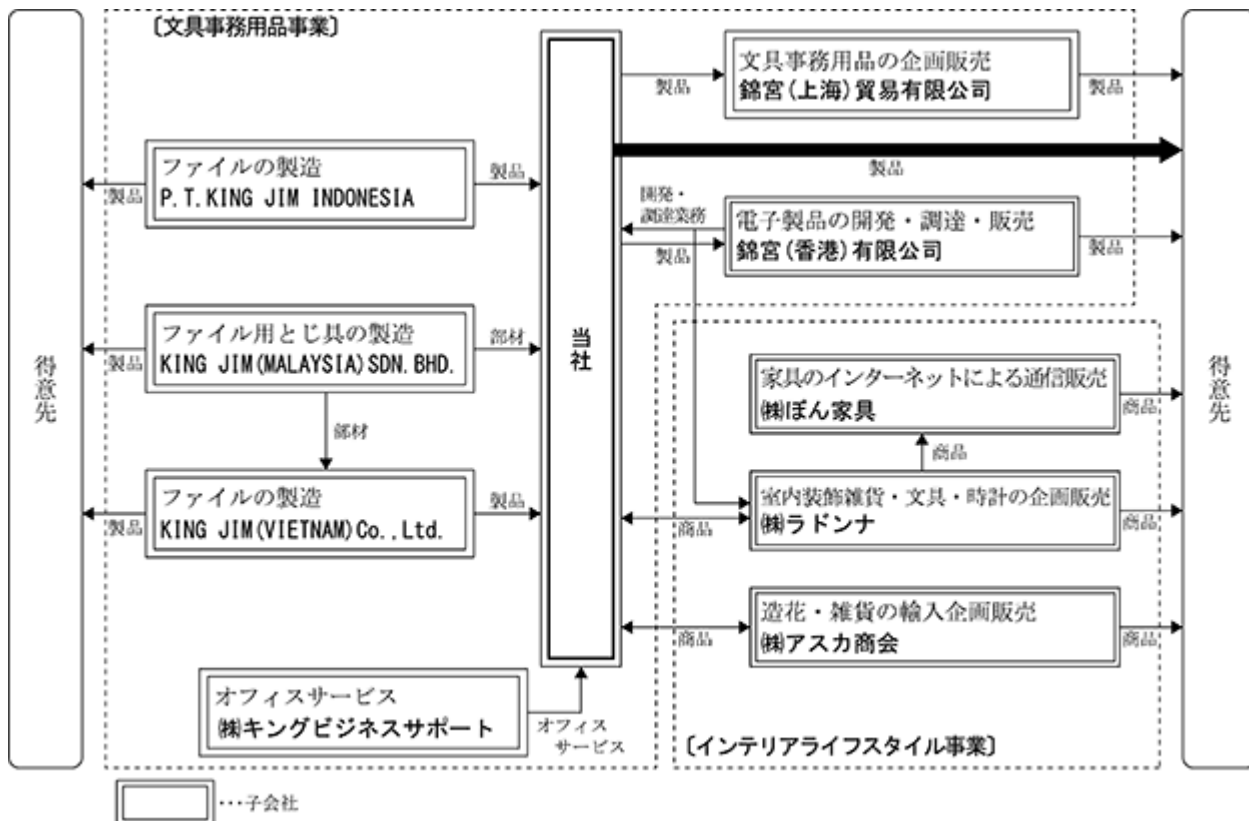 〔文具事務用品事業〕
文具事務用品の企画販売
錦宮(上海)貿易有限公司
製品
製品
製品
ファイルの製造
P.T.KING JIM INDONESIA
製品
製品
開発・
調達業務
電子製品の開発・調達・販売
錦宮(香港)有限公司
製品
製品
ファイル用とじ具の製造
KING JIM(MALAYSIA)SDN.BHD.
製品
部材
部材
ファイルの製造
KING JIM(VIETNAM)Co.,Ltd.
製品
製品
得意先
当社
得意先
家具のインターネットによる通信販売
㈱ぼん家具
商品
商品
室内装飾雑貨・文具・時計の企画販売
㈱ラドンナ
商品
商品
造花・雑貨の輸入企画販売
㈱アスカ商会
商品
商品
オフィスサービス
㈱キングビジネスサポート
オフィス
サービス
〔インテリアライフスタイル事業〕
・・・子会社